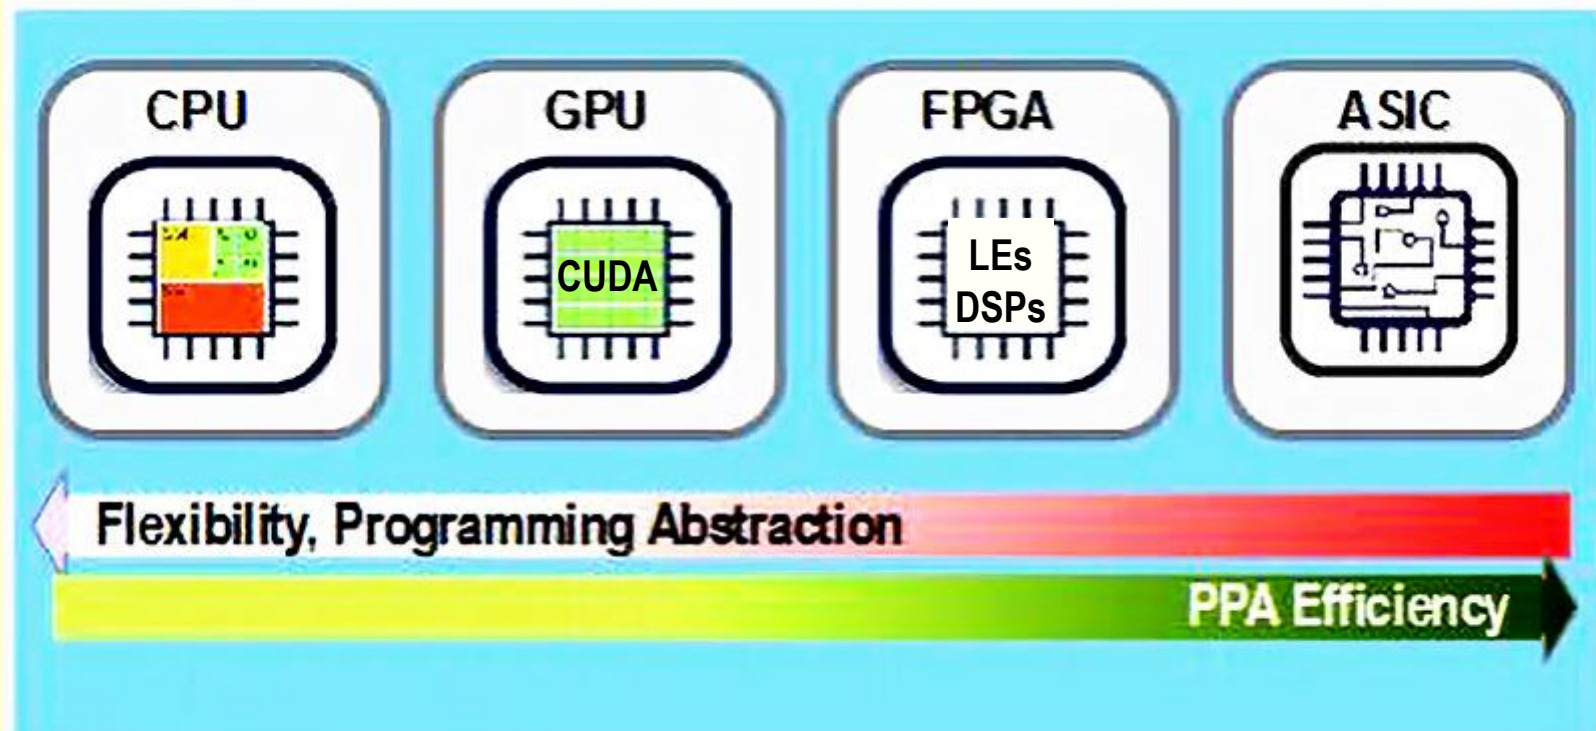 CPU
GPU
FPGA
ASIC
CUDA
LEs
DSPs
Flexibility, Programming Abstraction
PPA Efficiency